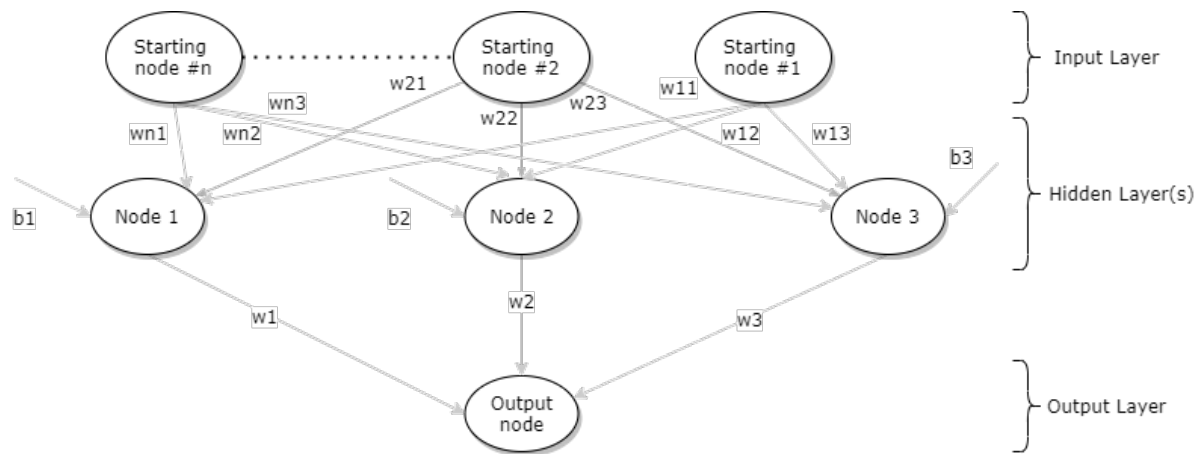 Starting
node #n
Starting
node #2
Starting
node #1
Input Layer
w21
w11
wn3
w23
w22
wn1
wn2
w12
w13
b3
Hidden Layer(s)
b1
Node 1
b2
Node 2
Node 3
w1
w2
w3
Output
node
Output Layer